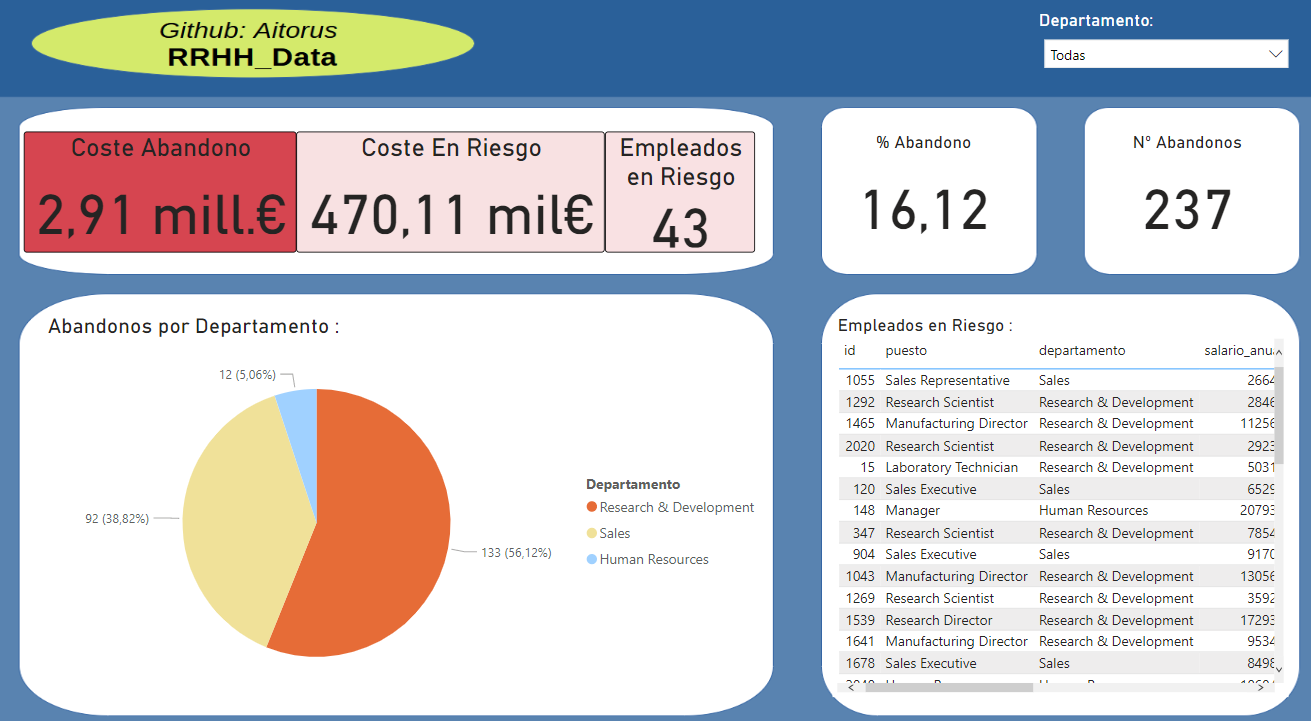 Github: Aitorus
RRHH_Data
Departamento:
Todas
Coste Abandono
2,91 mill.€
Coste En Riesgo
470,11 mil€
Empleados
en Riesgo
43
% Abandono
16,12
Nº Abandonos
237
Abandonos por Departamento :
12 (5,06%)
92 (38,82%)
133 (56,12%)
Departamento
Research & Development
Sales
Human Resources
Empleados en Riesgo :
id puesto departamento salario_anu
1055 Sales Representative Sales 2664
1292 Research Scientist Research & Development 2846
1465 Manufacturing Director Research & Development 11256
2020 Research Scientist Research & Development 2923
15 Laboratory Technician Research & Development 5031
120 Sales Executive Sales 6529
148 Manager Human Resources 20793
347 Research Scientist Research & Development 7854
904 Sales Executive Sales 9170
1043 Manufacturing Director Research & Development 13056
1269 Research Scientist Research & Development 3592
1539 Research Director Research & Development 17293
1641 Manufacturing Director Research & Development 9534
1678 Sales Executive Sales 8498